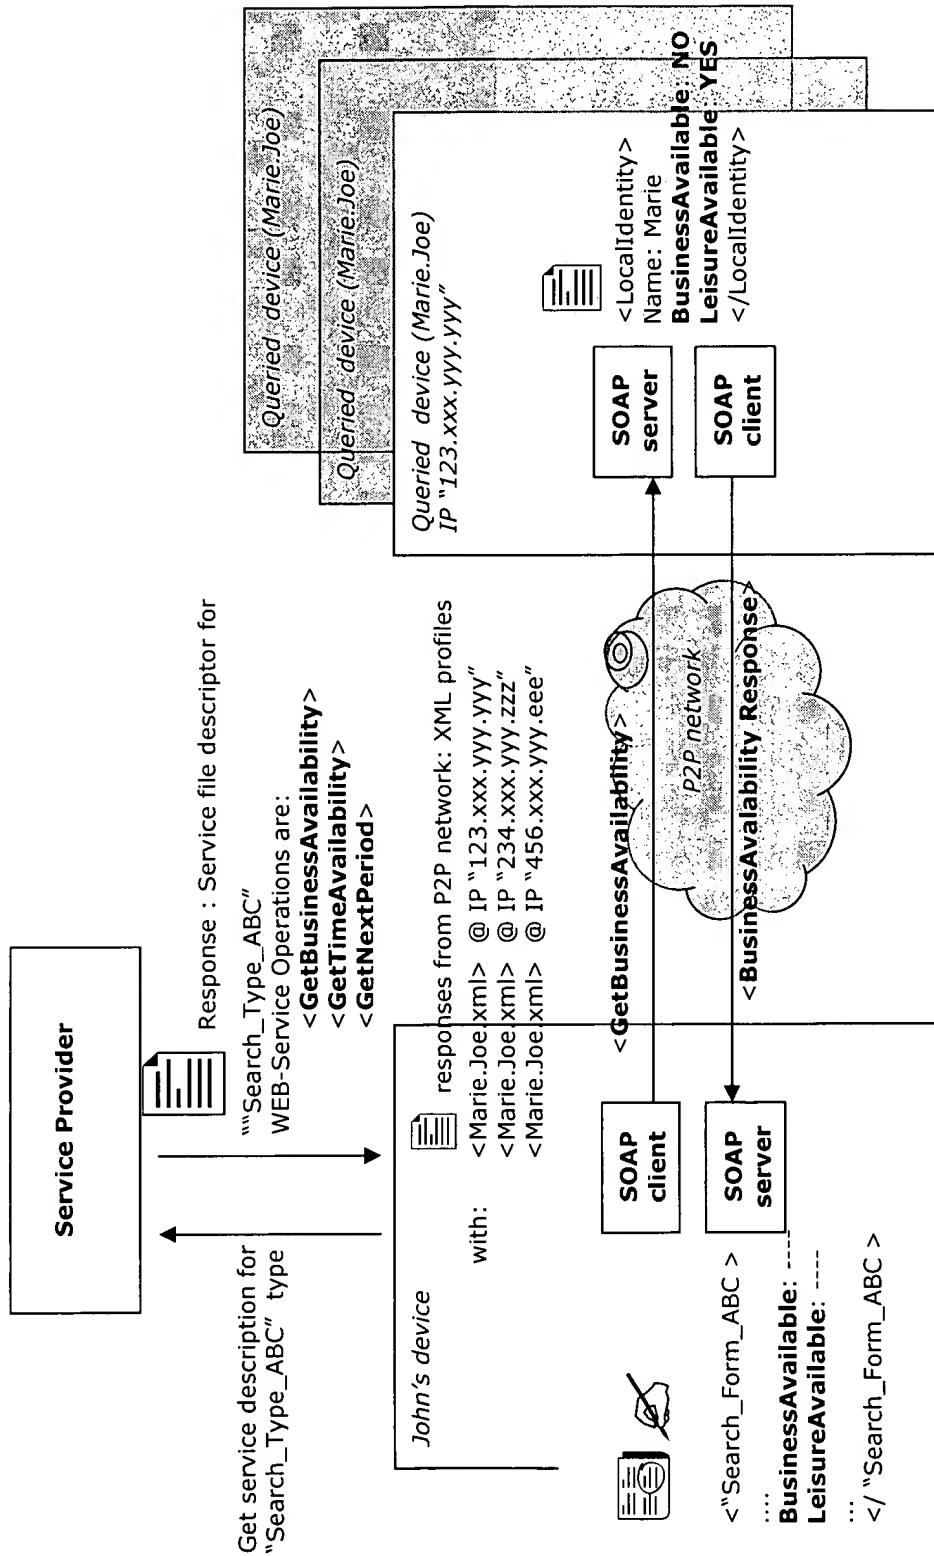 Service Provider
Get service description for
"Search_Type_ABC" type
Response : Service file descriptor for
""Search_Type_ABC"
WEB-Service Operations are:
<GetBusinessAvailability>
<GetTimeAvailability>
<GetNextPeriod>
John's device
with:
responses from P2P network: XML profiles
<Marie.Joe.xml> @ IP "123.xxx.yyy.yyy"
<Marie.Joe.xml> @ IP "234.xxx.yyy.zzz"
<Marie.Joe.xml> @ IP "456.xxx.yyy.eee"
SOAP
client
SOAP
server
<"Search_Form_ABC >
....
BusinessAvailable: ----
LeisureAvailable: ----
...
</ "Search_Form_ABC >
<GetBusinessAvailability>
P2P network
<BusinessAvalability Response>
Queried device (Marie.Joe)
Queried device (Marie.Joe)
Queried device (Marie.Joe)
IP "123.xxx.yyy.yyy"
SOAP
server
SOAP
client
<LocalIdentity>
Name: Marie
BusinessAvailable: NO
LeisureAvailable: YES
</LocalIdentity>